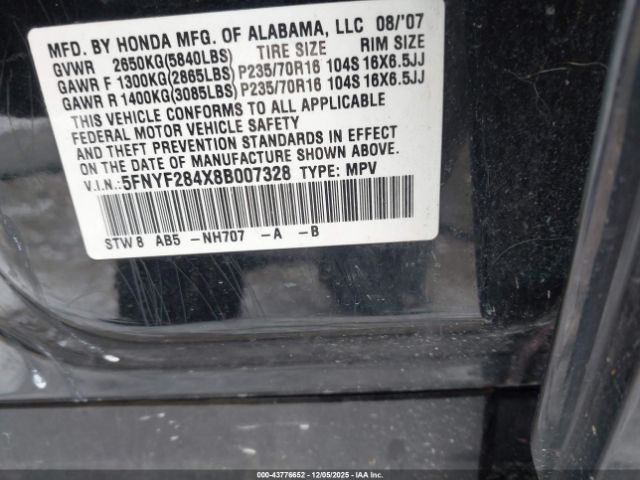 MFD. BY HONDA MFG. OF ALABAMA, LLC 08/'07
GVWR 2650KG(5840LBS) TIRE SIZE RIM SIZE
GAWR F 1300KG(2865LBS) P235/70R16 104S 16X6.5JJ
GAWR R 1400KG(3085LBS) P235/70R16 104S 16X6.5JJ
THIS VEHICLE CONFORMS TO ALL APPLICABLE
FEDERAL MOTOR VEHICLE SAFETY
AND THEFT PREVENTION STANDARDS IN EFFECT
ON THE DATE OF MANUFACTURE SHOWN ABOVE.
V.I.N.: 5FNYF284X8B007328 TYPE: MPV
STW 8 AB5 -NH707 -A -B
000-43776652 | 12/05/2025 | IAA Inc.